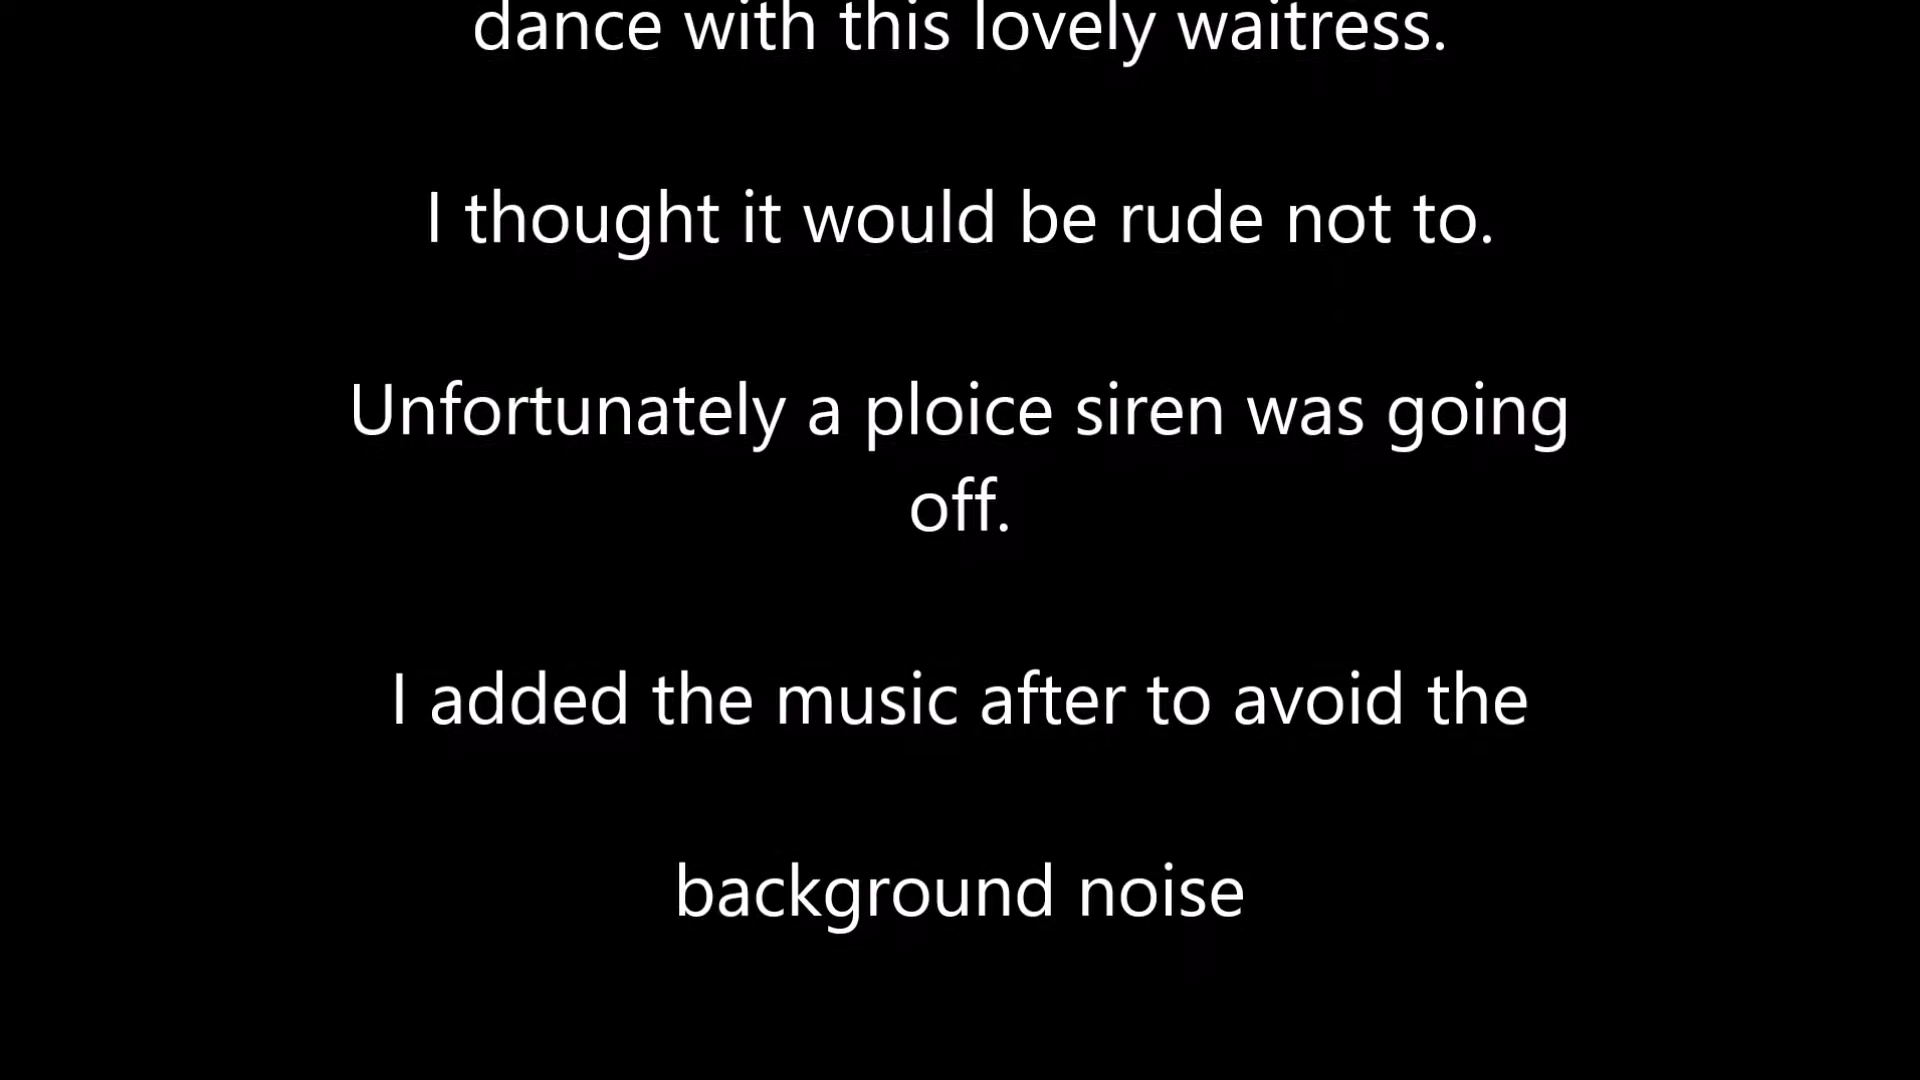 dance with this lovely waitress.
I thought it would be rude not to.
Unfortunately a ploice siren was going
off.
I added the music after to avoid the
background noise